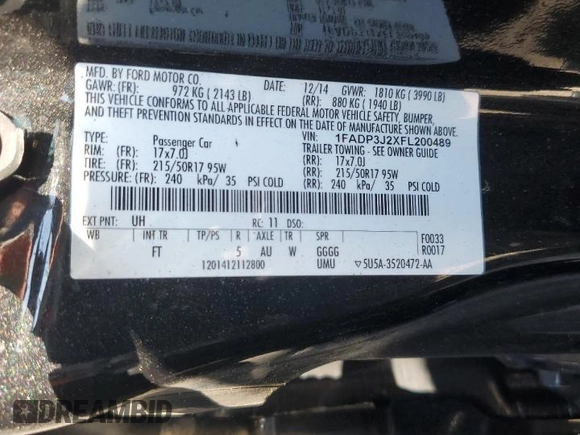 MFD. BY FORD MOTOR CO.
12/14 GVWR: 1810 KG ( 3990 LB)
GAWR: (FR): 972 KG ( 2143 LB) (RR): 880 KG ( 1940 LB)
THIS VEHICLE CONFORMS TO ALL APPLICABLE FEDERAL MOTOR VEHICLE SAFETY, BUMPER,
AND THEFT PREVENTION STANDARDS IN EFFECT ON THE DATE OF MANUFACTURE SHOWN ABOVE.
VIN: 1FADP3J2XFL200489
TYPE: Passenger Car TRAILER TOWING - SEE OWNER GUIDE
RIM: (FR): 17x7.0J (RR): 17x7.0J
TIRE: (FR): 215/50R17 95W (RR): 215/50R17 95W
PRESSURE: (FR): 240 kPa/ 35 PSI COLD (RR): 240 kPa/ 35 PSI COLD
EXT PNT: UH RC: 11 DSO:
WB INT TR TP/PS R AXLE TR SPR F0033
FT 5 AU W GGGG R0017
1201412112800 UMU ▽5U5A-3520472-AA
DREAMBID